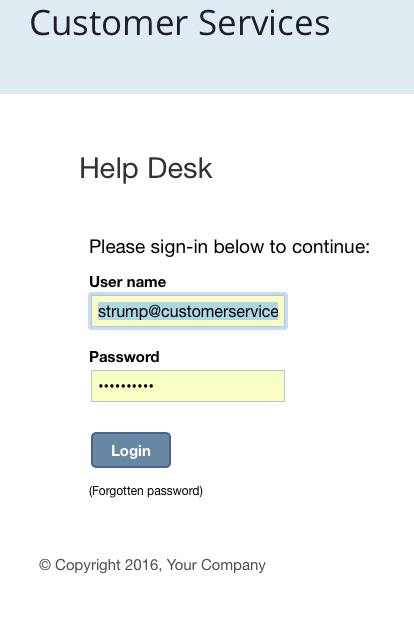 Customer Services
Help Desk
Please sign-in below to continue:
User name
strump@customerservice
Password
••••••••••
Login
(Forgotten password)
© Copyright 2016, Your Company